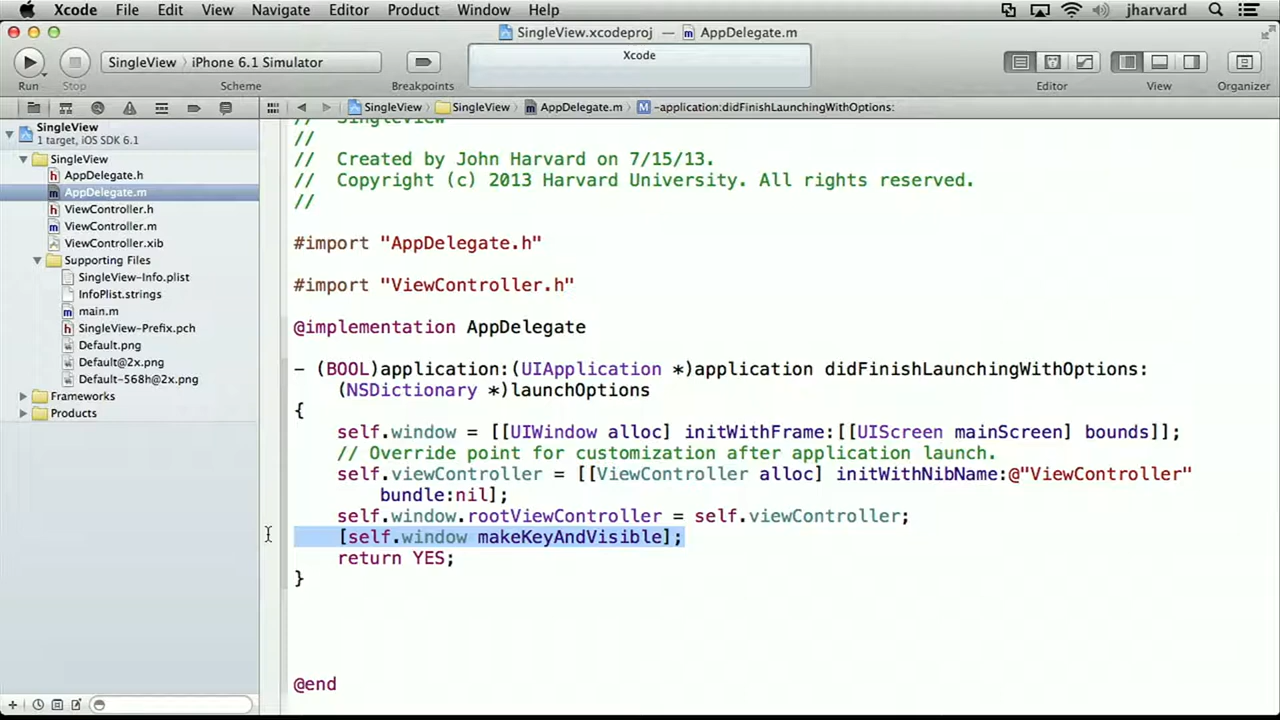 Xcode File Edit View Navigate Editor Product Window Help jharvard
SingleView.xcodeproj — AppDelegate.m
SingleView › iPhone 6.1 Simulator
Xcode
Run Stop Scheme Breakpoints Editor View Organizer
SingleView SingleView AppDelegate.m M -application:didFinishLaunchingWithOptions:
SingleView
1 target, iOS SDK 6.1
SingleView
h AppDelegate.h
m AppDelegate.m
h ViewController.h
m ViewController.m
ViewController.xib
Supporting Files
SingleView-Info.plist
InfoPlist.strings
m main.m
h SingleView-Prefix.pch
Default.png
Default@2x.png
Default-568h@2x.png
Frameworks
Products
// SingleView
//
// Created by John Harvard on 7/15/13.
// Copyright (c) 2013 Harvard University. All rights reserved.
//
#import "AppDelegate.h"
#import "ViewController.h"
@implementation AppDelegate
- (BOOL)application:(UIApplication *)application didFinishLaunchingWithOptions:
(NSDictionary *)launchOptions
{
self.window = [[UIWindow alloc] initWithFrame:[[UIScreen mainScreen] bounds]];
// Override point for customization after application launch.
self.viewController = [[ViewController alloc] initWithNibName:@"ViewController"
bundle:nil];
self.window.rootViewController = self.viewController;
[self.window makeKeyAndVisible];
return YES;
}
@end